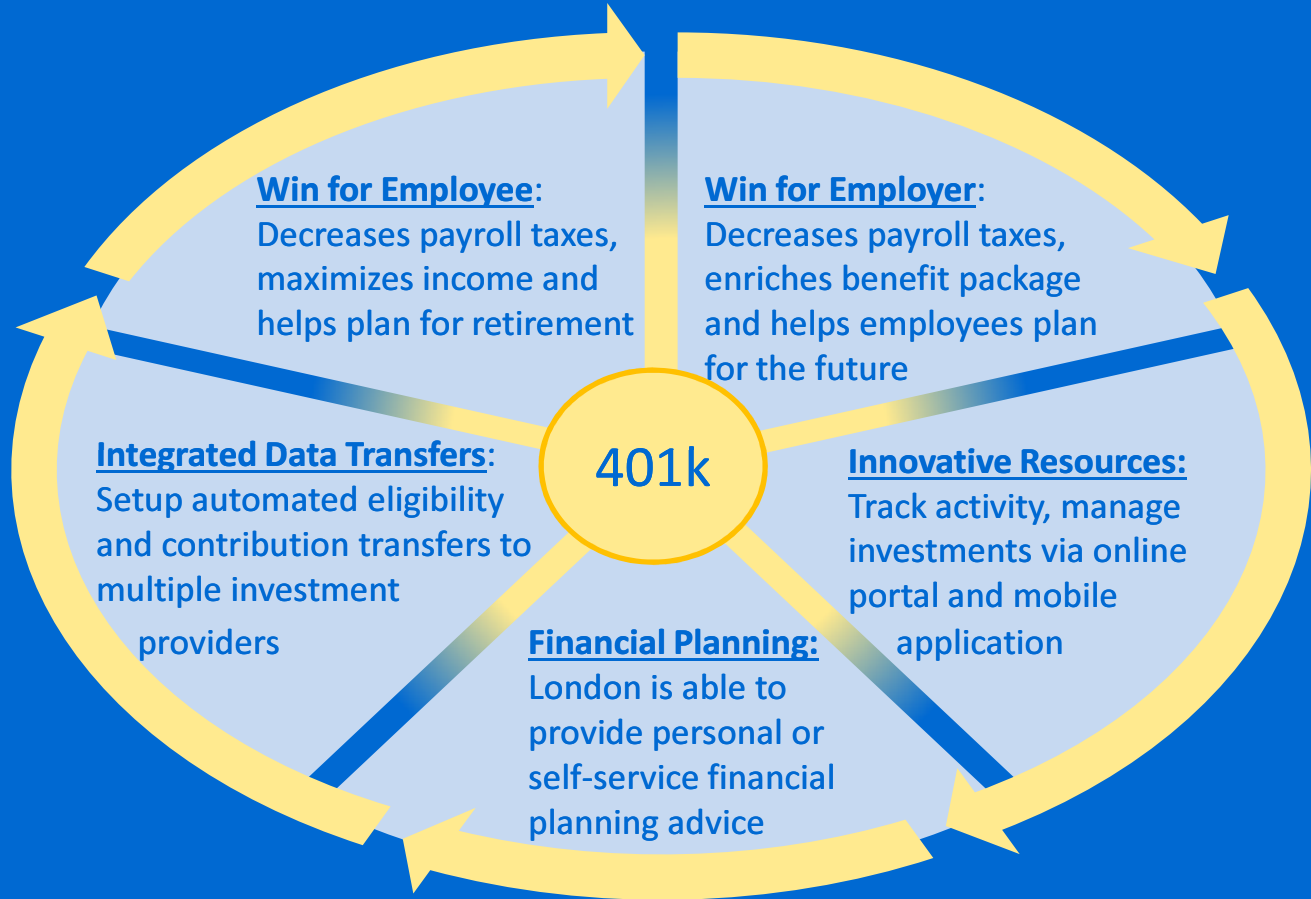 Win for Employee:
Decreases payroll taxes,
maximizes income and
helps plan for retirement
Win for Employer:
Decreases payroll taxes,
enriches benefit package
and helps employees plan
for the future
401k
Integrated Data Transfers:
Setup automated eligibility
and contribution transfers to
multiple investment
providers
Innovative Resources:
Track activity, manage
investments via online
portal and mobile
application
Financial Planning:
London is able to
provide personal or
self-service financial
planning advice